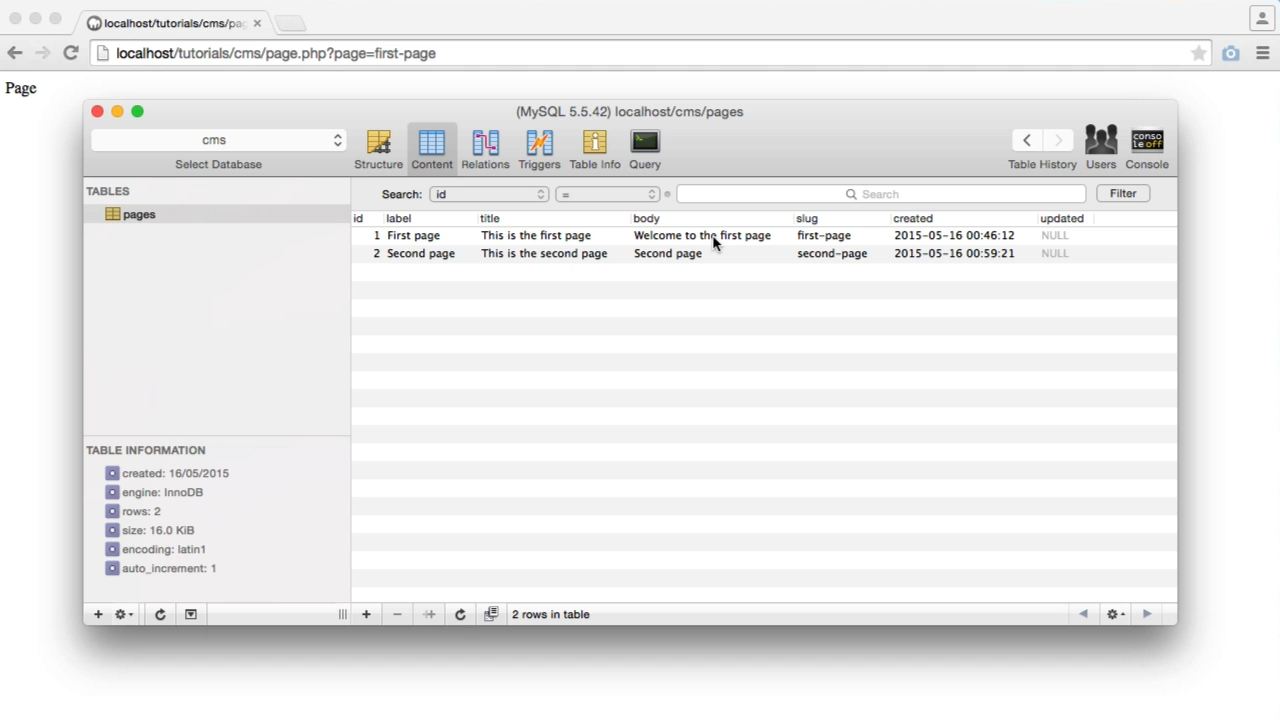 localhost/tutorials/cms/pag
localhost/tutorials/cms/page.php?page=first-page
Page
(MySQL 5.5.42) localhost/cms/pages
cms
Select Database
Structure Content Relations Triggers Table Info Query
conso
le off
Table History Users Console
TABLES
pages
Search: id = Search Filter
id label title body slug created updated
1 First page This is the first page Welcome to the first page first-page 2015-05-16 00:46:12 NULL
2 Second page This is the second page Second page second-page 2015-05-16 00:59:21 NULL
TABLE INFORMATION
created: 16/05/2015
engine: InnoDB
rows: 2
size: 16.0 KiB
encoding: latin1
auto_increment: 1
2 rows in table